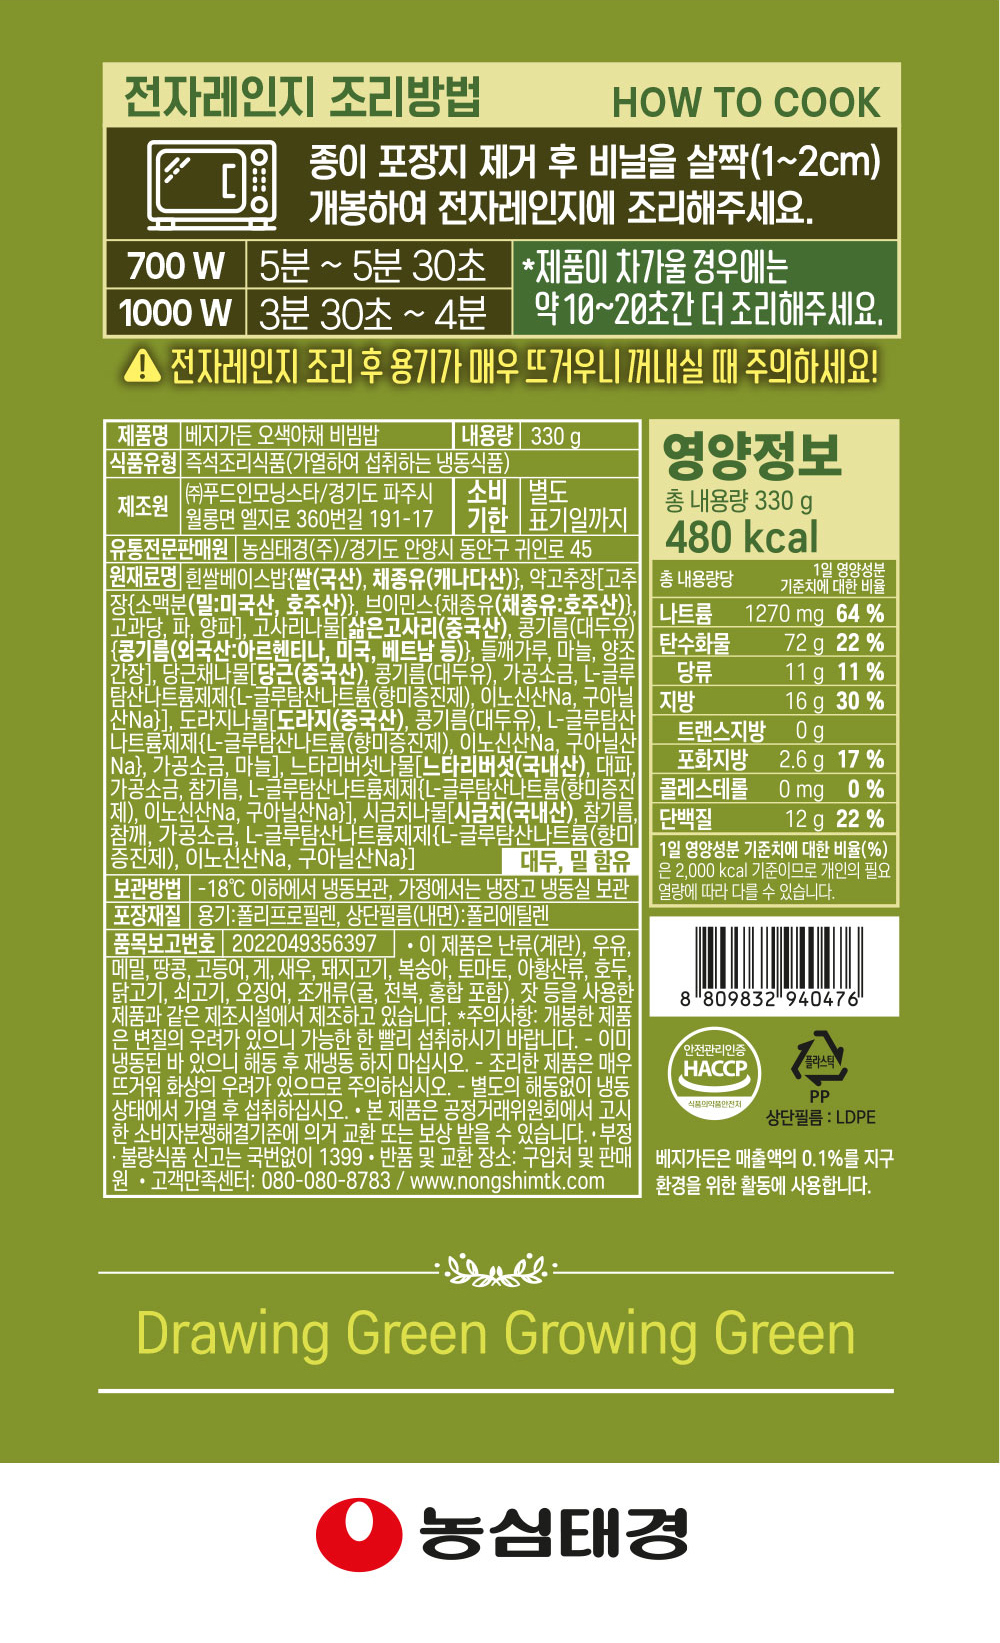 전자레인지 조리방법 HOW TO COOK
종이 포장지 제거 후 비닐을 살짝(1~2cm)
개봉하여 전자레인지에 조리해주세요.
700 W 5분 ~ 5분 30초
1000 W 3분 30초 ~ 4분
*제품이 차가울 경우에는
약 10~20초간 더 조리해주세요.
전자레인지 조리 후 용기가 매우 뜨거우니 꺼내실 때 주의하세요!
제품명 베지가든 오색야채 비빔밥 내용량 330 g
식품유형 즉석조리식품(가열하여 섭취하는 냉동식품)
제조원 ㈜푸드인모닝스타/경기도 파주시
월롱면 엘지로 360번길 191-17
소비
기한
별도
표기일까지
유통전문판매원 농심태경(주)/경기도 안양시 동안구 귀인로 45
원재료명 흰쌀베이스밥{쌀(국산), 채종유(캐나다산)}, 약고추장[고추
장{소맥분(밀:미국산, 호주산)}, 브이민스{채종유(채종유:호주산)},
고과당, 파, 양파], 고사리나물[삶은고사리(중국산), 콩기름(대두유)
{콩기름(외국산:아르헨티나, 미국, 베트남 등)}, 들깨가루, 마늘, 양조
간장], 당근채나물[당근(중국산), 콩기름(대두유), 가공소금, L-글루
탐산나트륨제제{L-글루탐산나트륨(향미증진제), 이노신산Na, 구아닐
산Na}], 도라지나물[도라지(중국산), 콩기름(대두유), L-글루탐산
나트륨제제{L-글루탐산나트륨(향미증진제), 이노신산Na, 구아닐산
Na}, 가공소금, 마늘], 느타리버섯나물[느타리버섯(국내산), 대파,
가공소금, 참기름, L-글루탐산나트륨제제{L-글루탐산나트륨(향미증진
제), 이노신산Na, 구아닐산Na}], 시금치나물[시금치(국내산), 참기름,
참깨, 가공소금, L-글루탐산나트륨제제{L-글루탐산나트륨(향미
증진제), 이노신산Na, 구아닐산Na}]
대두, 밀 함유
보관방법 -18℃ 이하에서 냉동보관, 가정에서는 냉장고 냉동실 보관
포장재질 용기:폴리프로필렌, 상단필름(내면):폴리에틸렌
품목보고번호 2022049356397 • 이 제품은 난류(계란), 우유,
메밀, 땅콩, 고등어, 게, 새우, 돼지고기, 복숭아, 토마토, 아황산류, 호두,
닭고기, 쇠고기, 오징어, 조개류(굴, 전복, 홍합 포함), 잣 등을 사용한
제품과 같은 제조시설에서 제조하고 있습니다. *주의사항: 개봉한 제품
은 변질의 우려가 있으니 가능한 한 빨리 섭취하시기 바랍니다. - 이미
냉동된 바 있으니 해동 후 재냉동 하지 마십시오. - 조리한 제품은 매우
뜨거워 화상의 우려가 있으므로 주의하십시오. - 별도의 해동없이 냉동
상태에서 가열 후 섭취하십시오. • 본 제품은 공정거래위원회에서 고시
한 소비자분쟁해결기준에 의거 교환 또는 보상 받을 수 있습니다. • 부정
· 불량식품 신고는 국번없이 1399 • 반품 및 교환 장소: 구입처 및 판매
원 • 고객만족센터: 080-080-8783 / www.nongshimtk.com
영양정보
총 내용량 330 g
480 kcal
총 내용량당 1일 영양성분
기준치에 대한 비율
나트륨 1270 mg 64 %
탄수화물 72 g 22 %
당류 11 g 11 %
지방 16 g 30 %
트랜스지방 0 g
포화지방 2.6 g 17 %
콜레스테롤 0 mg 0 %
단백질 12 g 22 %
1일 영양성분 기준치에 대한 비율(%)
은 2,000 kcal 기준이므로 개인의 필요
열량에 따라 다를 수 있습니다.
8 809832 940476
안전관리인증
HACCP
식품의약품안전처
플라스틱
PP
상단필름 : LDPE
베지가든은 매출액의 0.1%를 지구
환경을 위한 활동에 사용합니다.
Drawing Green Growing Green
농심태경